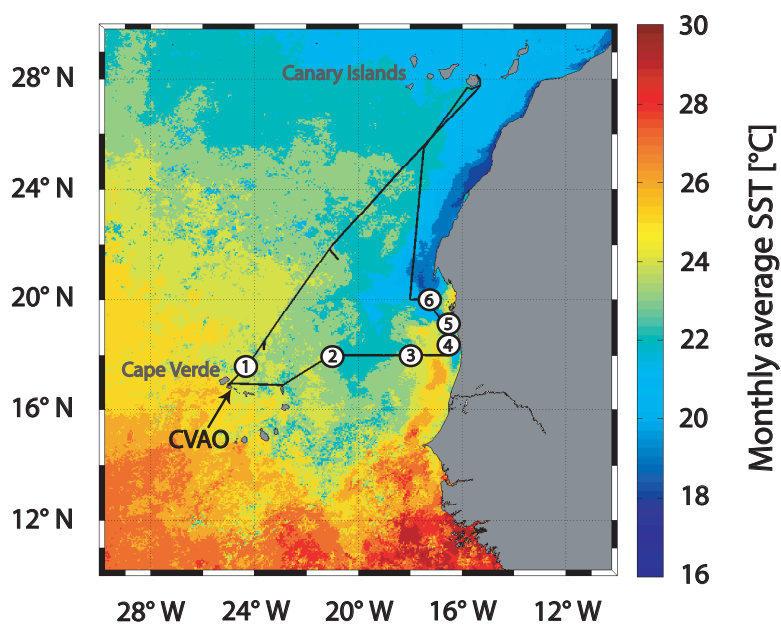 28° N
24° N
20° N
16° N
12° N
28° W
24° W
20° W
16° W
12° W
Canary Islands
Cape Verde
CVAO
1
2
3
4
5
6
30
28
26
24
22
20
18
16
Monthly average SST [°C]